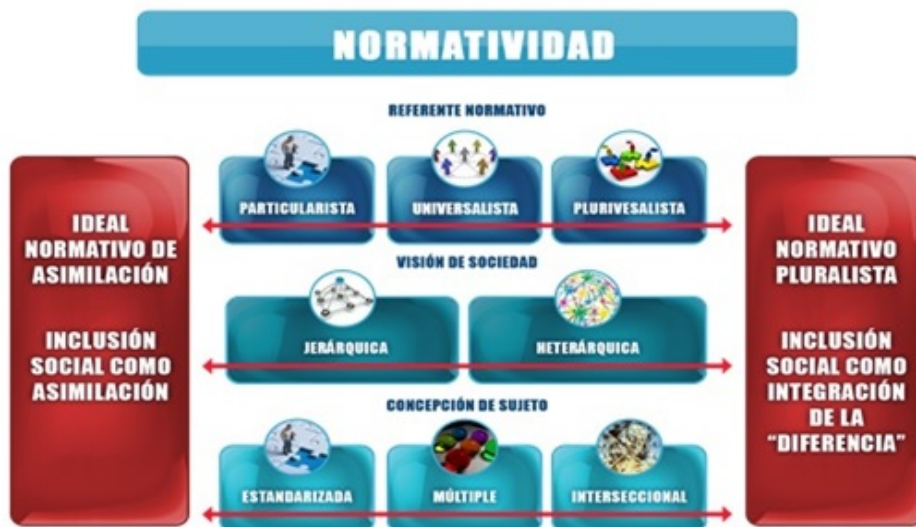 NORMATIVIDAD
REFERENTE NORMATIVO
PARTICULARISTA
UNIVERSALISTA
PLURIVESALISTA
IDEAL
NORMATIVO DE
ASIMILACIÓN
INCLUSIÓN
SOCIAL COMO
ASIMILACIÓN
VISIÓN DE SOCIEDAD
JERÁRQUICA
HETERÁRQUICA
CONCEPCIÓN DE SUJETO
ESTANDARIZADA
MÚLTIPLE
INTERSECCIONAL
IDEAL
NORMATIVO
PLURALISTA
INCLUSIÓN
SOCIAL COMO
INTEGRACIÓN
DE LA
“DIFERENCIA”